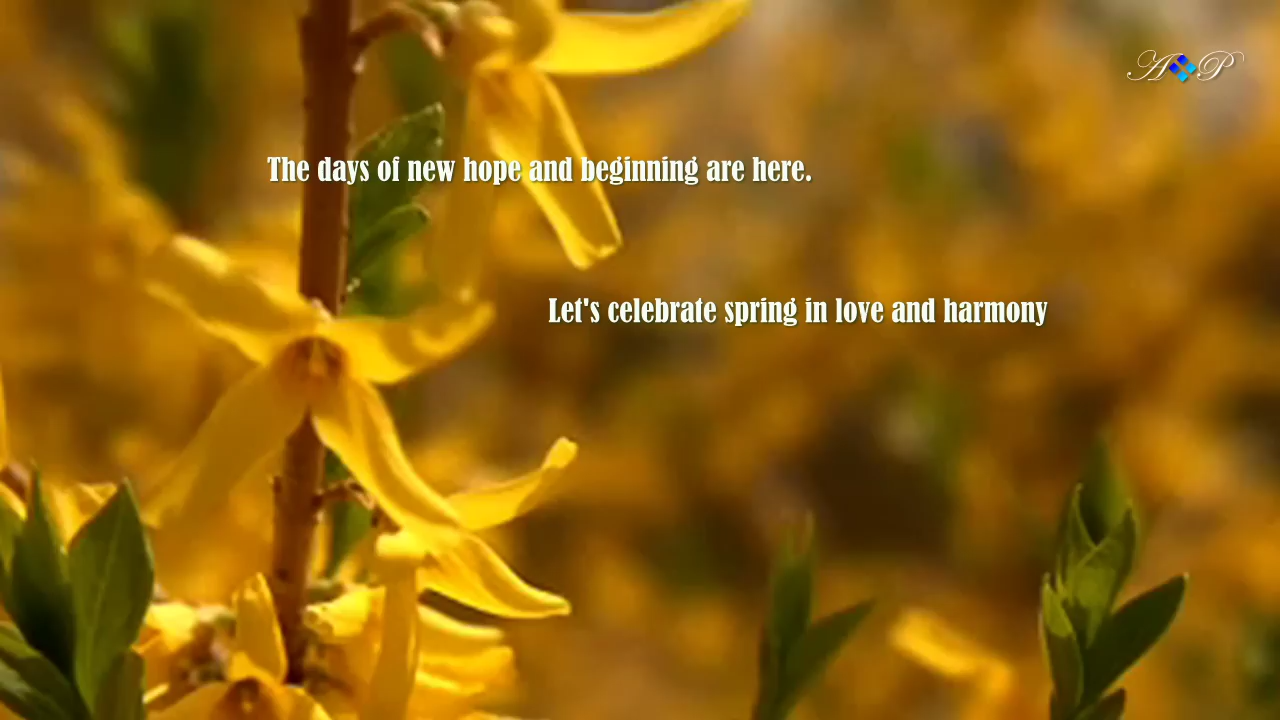 A P
The days of new hope and beginning are here.
Let's celebrate spring in love and harmony